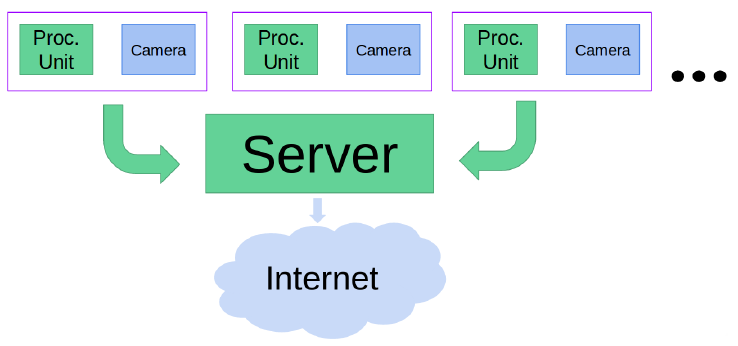 Proc.
Unit
Camera
Proc.
Unit
Camera
Proc.
Unit
Camera
...
Server
Internet